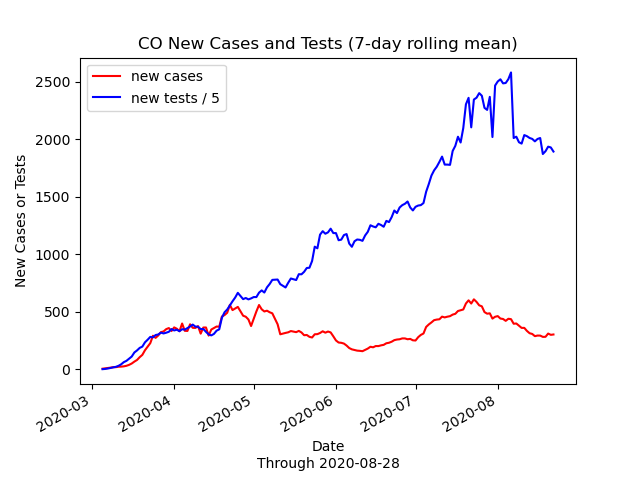 CO New Cases and Tests (7-day rolling mean)
new cases
new tests / 5
2500
2000
1500
1000
500
0
New Cases or Tests
2020-03
2020-04
2020-05
2020-06
2020-07
2020-08
Date
Through 2020-08-28